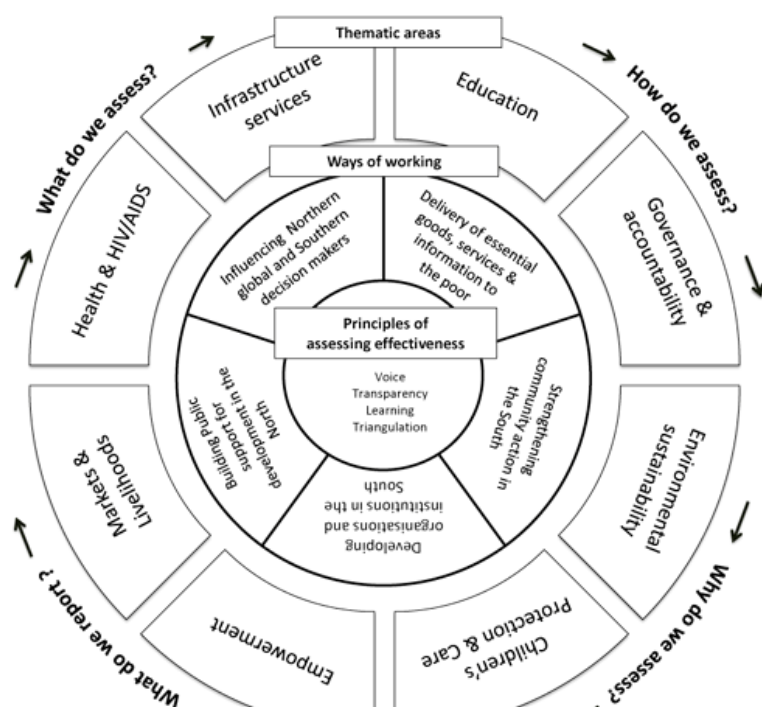 Thematic areas
What do we assess?
How do we assess?
Why do we assess?
What do we report ?
Infrastructure
services
Education
Governance &
accountability
Environmental
sustainability
Children's
Protection & Care
Empowerment
Markets &
Livelihoods
Health & HIV/AIDS
Ways of working
Influencing Northern
global and Southern
decision makers
Delivery of essential
goods, services &
information to
the poor
Strengthening
community action in
the South
Developing
organisations and
institutions in the
South
Building Public
support for
development in the
North
Principles of
assessing effectiveness
Voice
Transparency
Learning
Triangulation